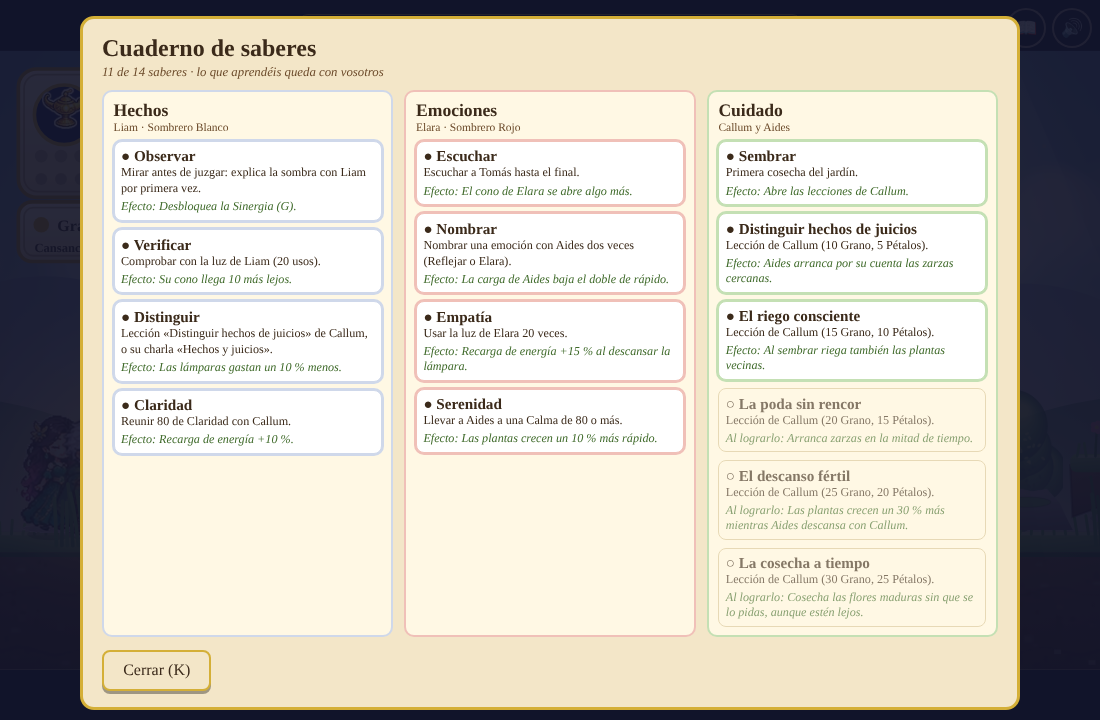 Cuaderno de saberes
11 de 14 saberes · lo que aprendéis queda con vosotros
Hechos
Liam · Sombrero Blanco
● Observar
Mirar antes de juzgar: explica la sombra con Liam
por primera vez.
Efecto: Desbloquea la Sinergia (G).
● Verificar
Comprobar con la luz de Liam (20 usos).
Efecto: Su cono llega 10 más lejos.
● Distinguir
Lección «Distinguir hechos de juicios» de Callum,
o su charla «Hechos y juicios».
Efecto: Las lámparas gastan un 10 % menos.
● Claridad
Reunir 80 de Claridad con Callum.
Efecto: Recarga de energía +10 %.
Emociones
Elara · Sombrero Rojo
● Escuchar
Escuchar a Tomás hasta el final.
Efecto: El cono de Elara se abre algo más.
● Nombrar
Nombrar una emoción con Aides dos veces
(Reflejar o Elara).
Efecto: La carga de Aides baja el doble de rápido.
● Empatía
Usar la luz de Elara 20 veces.
Efecto: Recarga de energía +15 % al descansar la
lámpara.
● Serenidad
Llevar a Aides a una Calma de 80 o más.
Efecto: Las plantas crecen un 10 % más rápido.
Cuidado
Callum y Aides
● Sembrar
Primera cosecha del jardín.
Efecto: Abre las lecciones de Callum.
● Distinguir hechos de juicios
Lección de Callum (10 Grano, 5 Pétalos).
Efecto: Aides arranca por su cuenta las zarzas
cercanas.
● El riego consciente
Lección de Callum (15 Grano, 10 Pétalos).
Efecto: Al sembrar riega también las plantas
vecinas.
○ La poda sin rencor
Lección de Callum (20 Grano, 15 Pétalos).
Al lograrlo: Arranca zarzas en la mitad de tiempo.
○ El descanso fértil
Lección de Callum (25 Grano, 20 Pétalos).
Al lograrlo: Las plantas crecen un 30 % más
mientras Aides descansa con Callum.
○ La cosecha a tiempo
Lección de Callum (30 Grano, 25 Pétalos).
Al lograrlo: Cosecha las flores maduras sin que se
lo pidas, aunque estén lejos.
Cerrar (K)